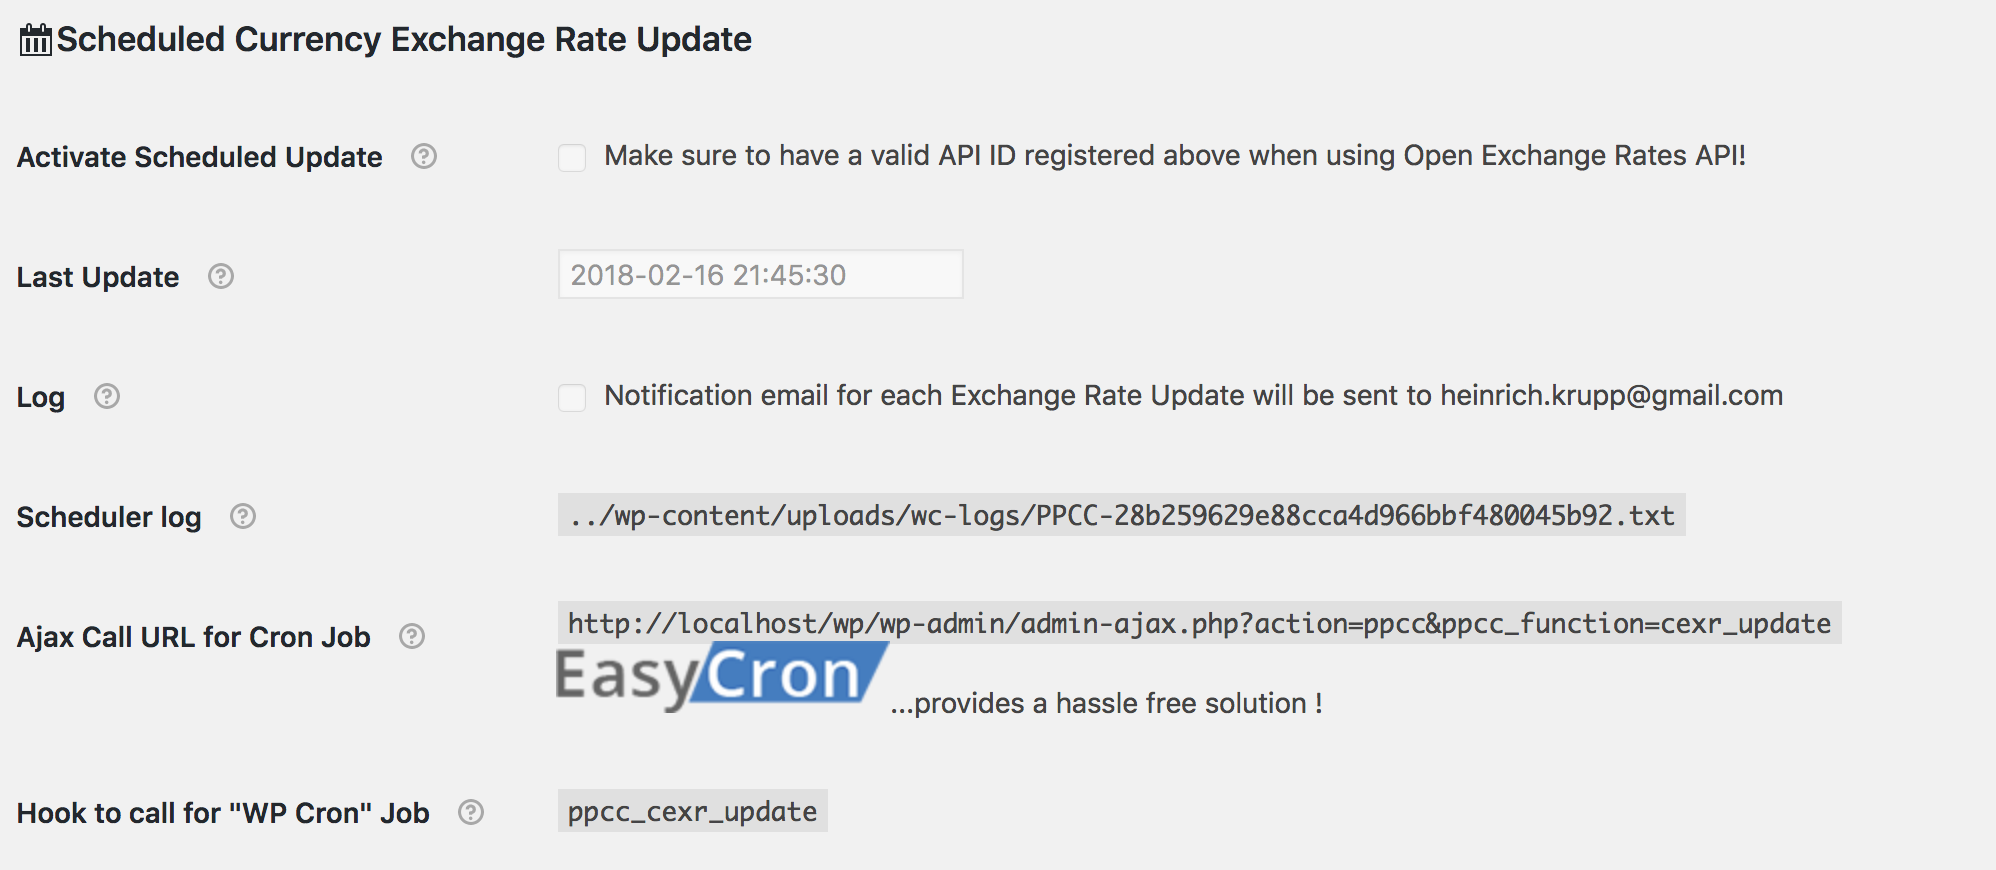 Scheduled Currency Exchange Rate Update
Activate Scheduled Update
Make sure to have a valid API ID registered above when using Open Exchange Rates API!
Last Update
2018-02-16 21:45:30
Log
Notification email for each Exchange Rate Update will be sent to heinrich.krupp@gmail.com
Scheduler log
../wp-content/uploads/wc-logs/PPCC-28b259629e88cca4d966bbf480045b92.txt
Ajax Call URL for Cron Job
http://localhost/wp/wp-admin/admin-ajax.php?action=ppcc&ppcc_function=cexr_update
EasyCron
...provides a hassle free solution !
Hook to call for "WP Cron" Job
ppcc_cexr_update